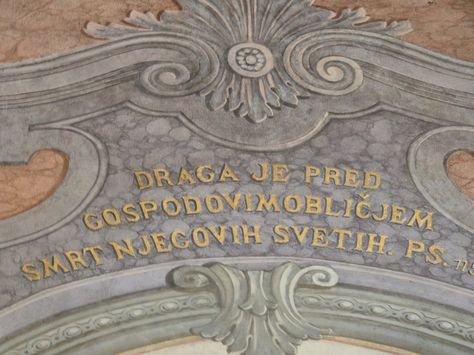 DRAGA JE PRED
GOSPODOVIMOBLIČJEM
SMRT NJEGOVIH SVETIH. PS.